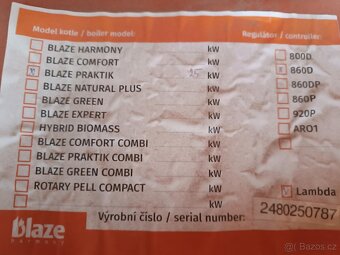 Model kotle / boiler model: Regulátor / controller:
BLAZE HARMONY kW 800D
BLAZE COMFORT kW 860D
BLAZE PRAKTIK 25 kW 860DP
BLAZE NATURAL PLUS kW 860P
BLAZE GREEN kW 920P
BLAZE EXPERT kW ARO1
HYBRID BIOMASS kW
BLAZE COMFORT COMBI kW
BLAZE PRAKTIK COMBI kW
BLAZE GREEN COMBI kW
ROTARY PELL COMPACT kW Lambda
kW
Výrobní číslo / serial number: 2480250787
blaze
harmony
Bazos.cz